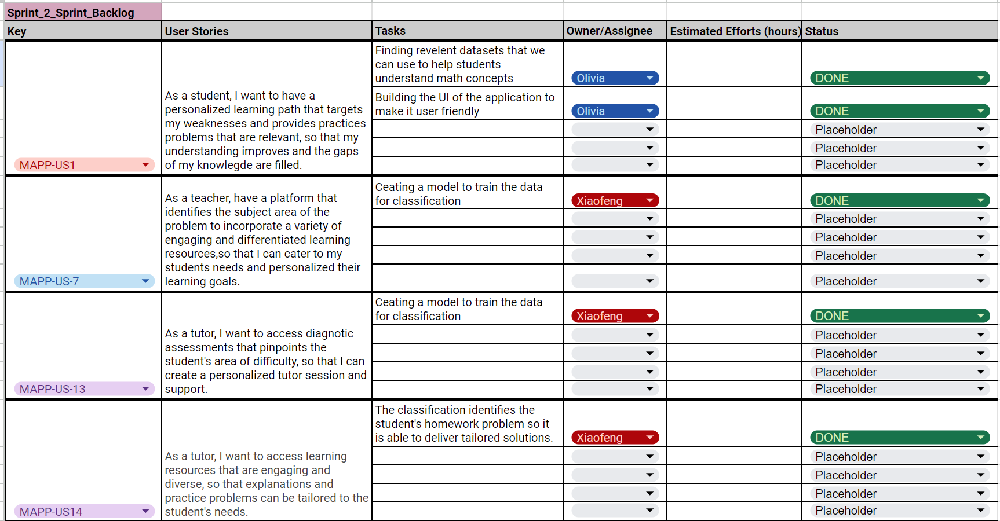 Sprint_2_Sprint_Backlog
Key User Stories Tasks Owner/Assignee Estimated Efforts (hours) Status
MAPP-US1
As a student, I want to have a
personalized learning path that targets
my weaknesses and provides practices
problems that are relevant, so that my
understanding improves and the gaps
of my knowlegde are filled.
Finding revelent datasets that we
can use to help students
understand math concepts
Olivia
DONE
Building the UI of the application to
make it user friendly
Olivia
DONE
Placeholder
Placeholder
Placeholder
MAPP-US-7
As a teacher, have a platform that
identifies the subject area of the
problem to incorporate a variety of
engaging and differentiated learning
resources,so that I can cater to my
students needs and personalized their
learning goals.
Ceating a model to train the data
for classification
Xiaofeng
DONE
Placeholder
Placeholder
Placeholder
Placeholder
MAPP-US-13
As a tutor, I want to access diagnotic
assessments that pinpoints the
student's area of difficulty, so that I can
create a personalized tutor session and
support.
Ceating a model to train the data
for classification
Xiaofeng
DONE
Placeholder
Placeholder
Placeholder
Placeholder
MAPP-US14
As a tutor, I want to access learning
resources that are engaging and
diverse, so that explanations and
practice problems can be tailored to the
student's needs.
The classification identifies the
student's homework problem so it
is able to deliver tailored solutions.
Xiaofeng
DONE
Placeholder
Placeholder
Placeholder
Placeholder